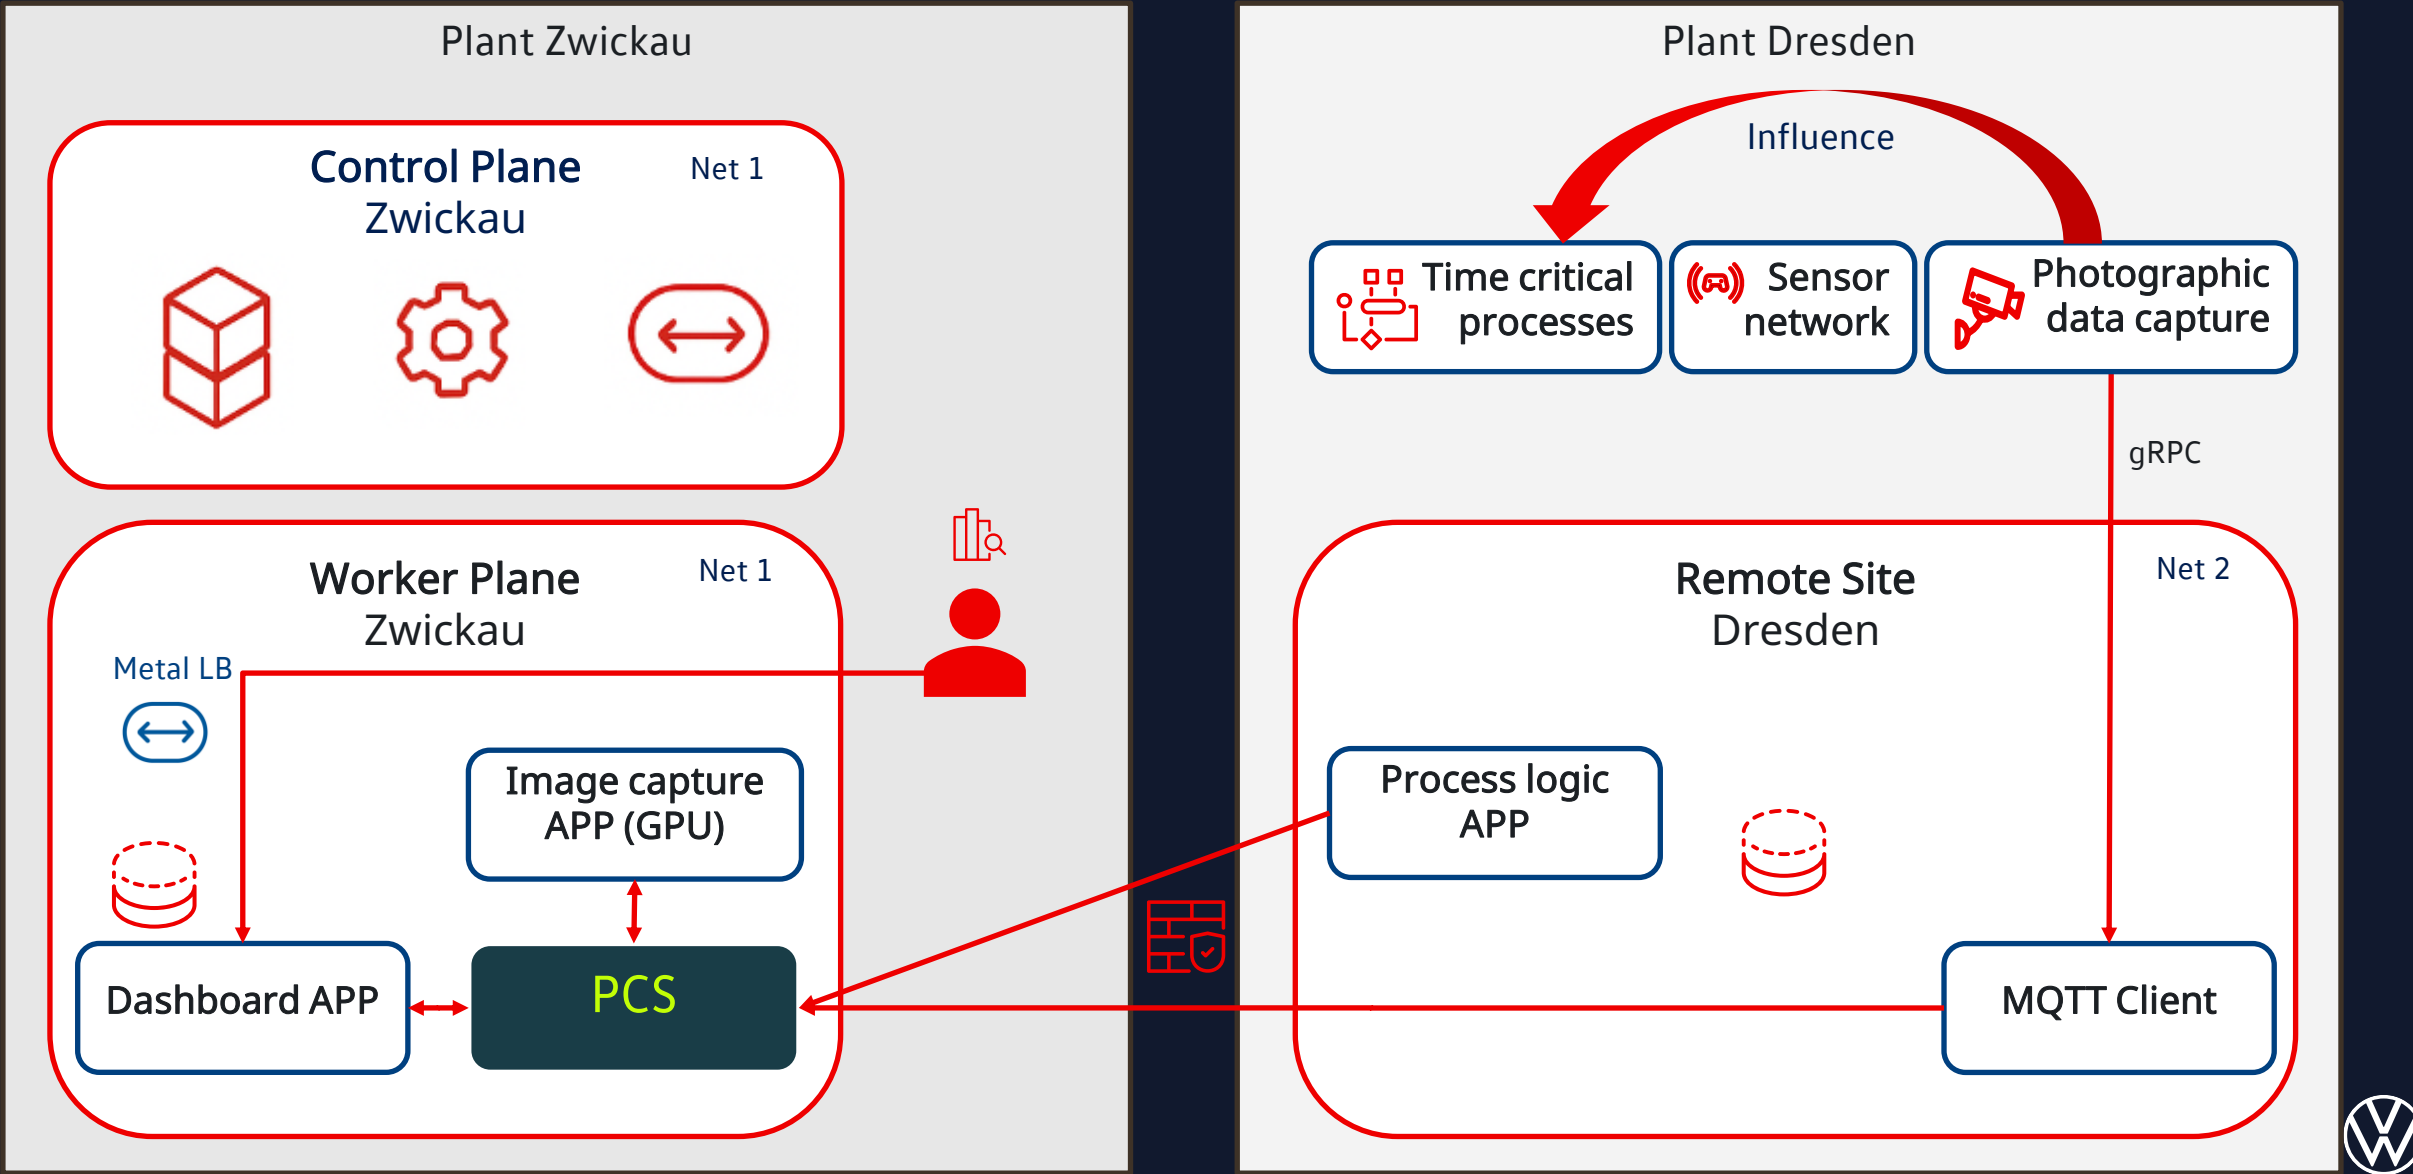 Plant Zwickau
Control Plane
Net 1
Zwickau
Worker Plane
Net 1
Zwickau
Metal LB
Image capture
APP (GPU)
Dashboard APP
PCS
Plant Dresden
Influence
Time critical
processes
Sensor
network
Photographic
data capture
gRPC
Remote Site
Net 2
Dresden
Process logic
APP
MQTT Client